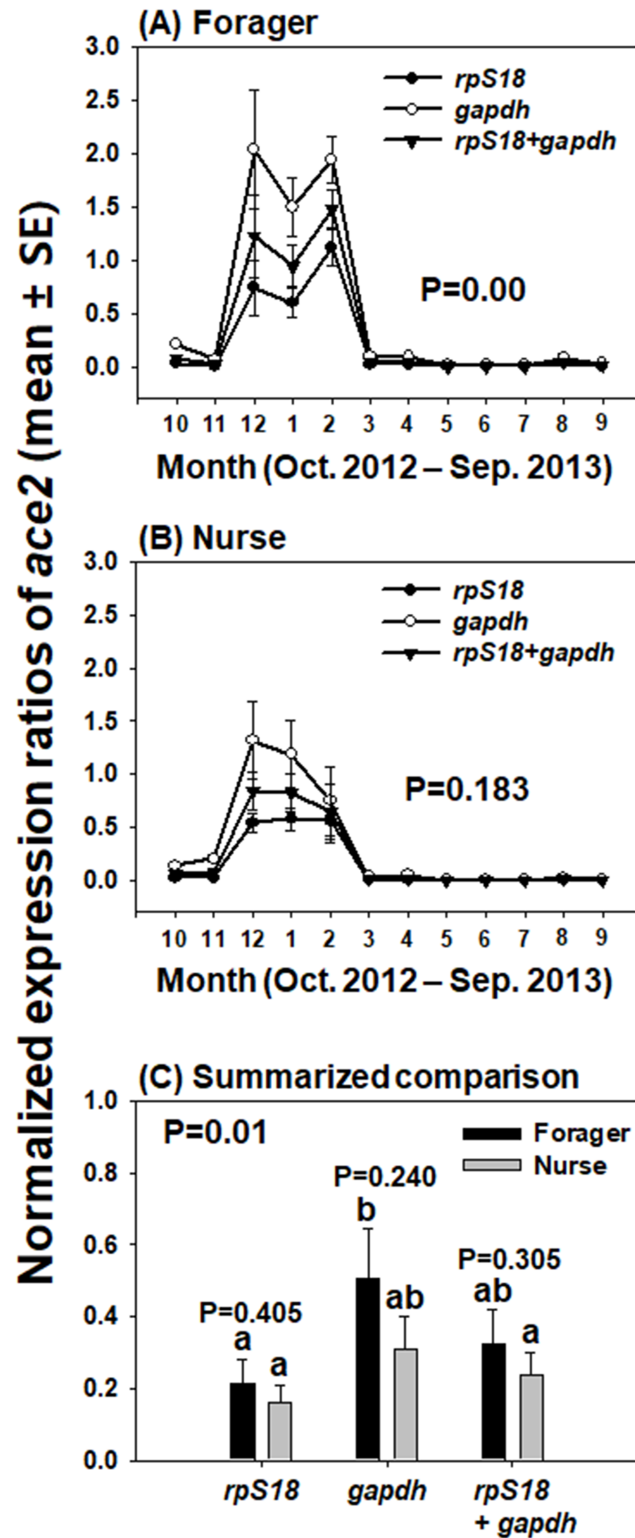 Normalized expression ratios of ace2 (mean ± SE)
(A) Forager
3.0
2.5
2.0
1.5
1.0
0.5
0.0
rpS18
gapdh
rpS18+gapdh
P=0.00
10 11 12 1 2 3 4 5 6 7 8 9
Month (Oct. 2012 – Sep. 2013)
(B) Nurse
3.0
2.5
2.0
1.5
1.0
0.5
0.0
rpS18
gapdh
rpS18+gapdh
P=0.183
10 11 12 1 2 3 4 5 6 7 8 9
Month (Oct. 2012 – Sep. 2013)
(C) Summarized comparison
1.0
0.8
0.6
0.4
0.2
0.0
P=0.01
Forager
Nurse
P=0.405
a a
P=0.240
b ab
P=0.305
ab a
rpS18 gapdh rpS18
+ gapdh